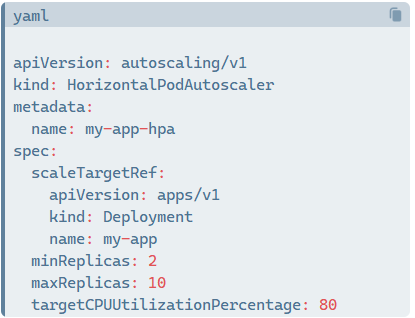 yaml
apiVersion: autoscaling/v1
kind: HorizontalPodAutoscaler
metadata:
  name: my-app-hpa
spec:
  scaleTargetRef:
    apiVersion: apps/v1
    kind: Deployment
    name: my-app
  minReplicas: 2
  maxReplicas: 10
  targetCPUUtilizationPercentage: 80